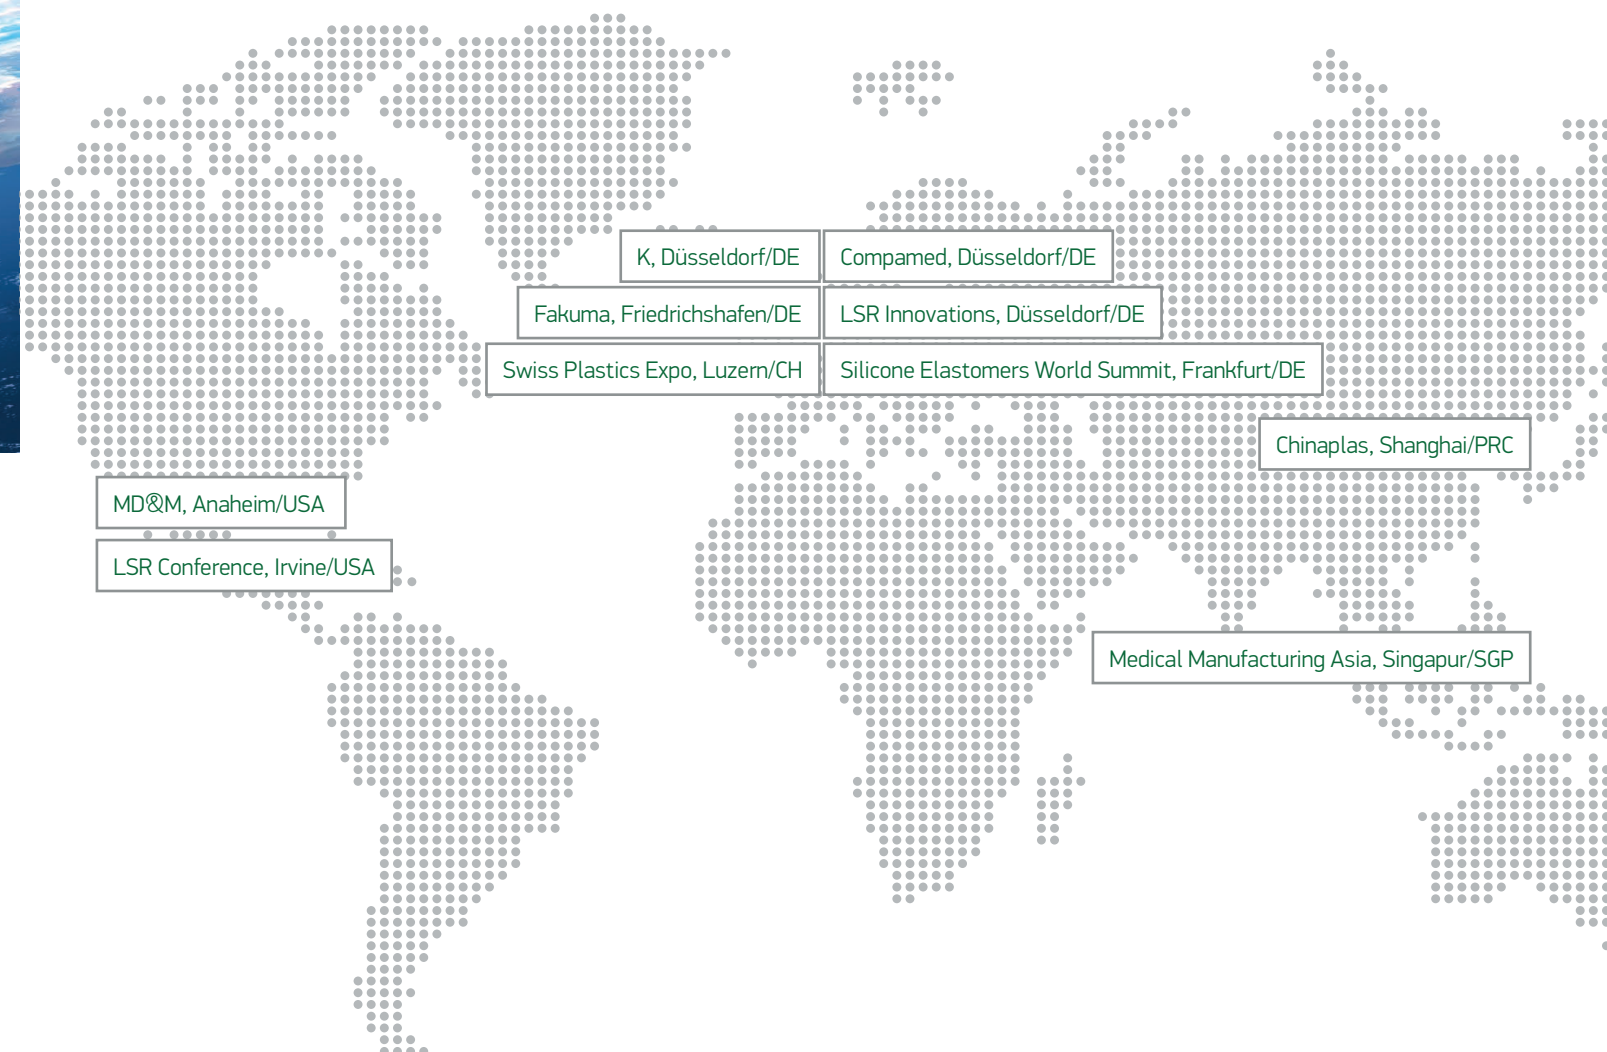 K, Düsseldorf/DE
Compamed, Düsseldorf/DE
Fakuma, Friedrichshafen/DE
LSR Innovations, Düsseldorf/DE
Swiss Plastics Expo, Luzern/CH
Silicone Elastomers World Summit, Frankfurt/DE
Chinaplas, Shanghai/PRC
MD&M, Anaheim/USA
LSR Conference, Irvine/USA
Medical Manufacturing Asia, Singapur/SGP